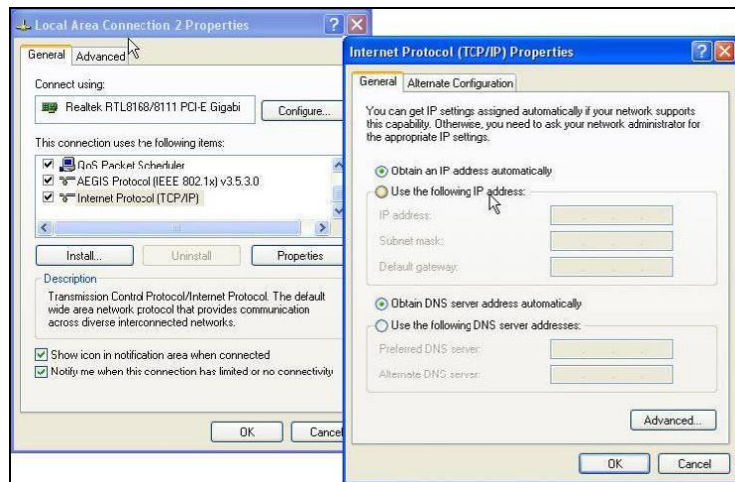 Local Area Connection 2 Properties
General Advanced
Connect using:
Realtek RTL8168/8111 PCI-E Gigabi
Configure...
This connection uses the following items:
QoS Packet Scheduler
AEGIS Protocol (IEEE 802.1x) v3.5.3.0
Internet Protocol (TCP/IP)
Install... Uninstall Properties
Description
Transmission Control Protocol/Internet Protocol. The default
wide area network protocol that provides communication
across diverse interconnected networks.
Show icon in notification area when connected
Notify me when this connection has limited or no connectivity
OK Cancel
Internet Protocol (TCP/IP) Properties
General Alternate Configuration
You can get IP settings assigned automatically if your network supports
this capability. Otherwise, you need to ask your network administrator for
the appropriate IP settings.
Obtain an IP address automatically
Use the following IP address:
IP address:
Subnet mask:
Default gateway:
Obtain DNS server address automatically
Use the following DNS server addresses:
Preferred DNS server:
Alternate DNS server:
Advanced...
OK Cancel